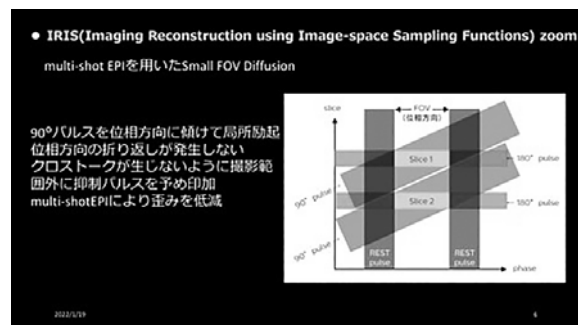 ● IRIS(Imaging Reconstruction using Image-space Sampling Functions) zoom
multi-shot EPIを用いたSmall FOV Diffusion
90°パルスを位相方向に傾けて局所励起
位相方向の折り返しが発生しない
クロストークが生じないように撮影範
囲外に抑制パルスを予め印加
multi-shotEPIにより歪みを低減
slice
FOV
(位相方向)
Slice 1
180° pulse
90° pulse
Slice 2
180° pulse
90° pulse
REST
pulse
REST
pulse
phase
2022/1/19
6